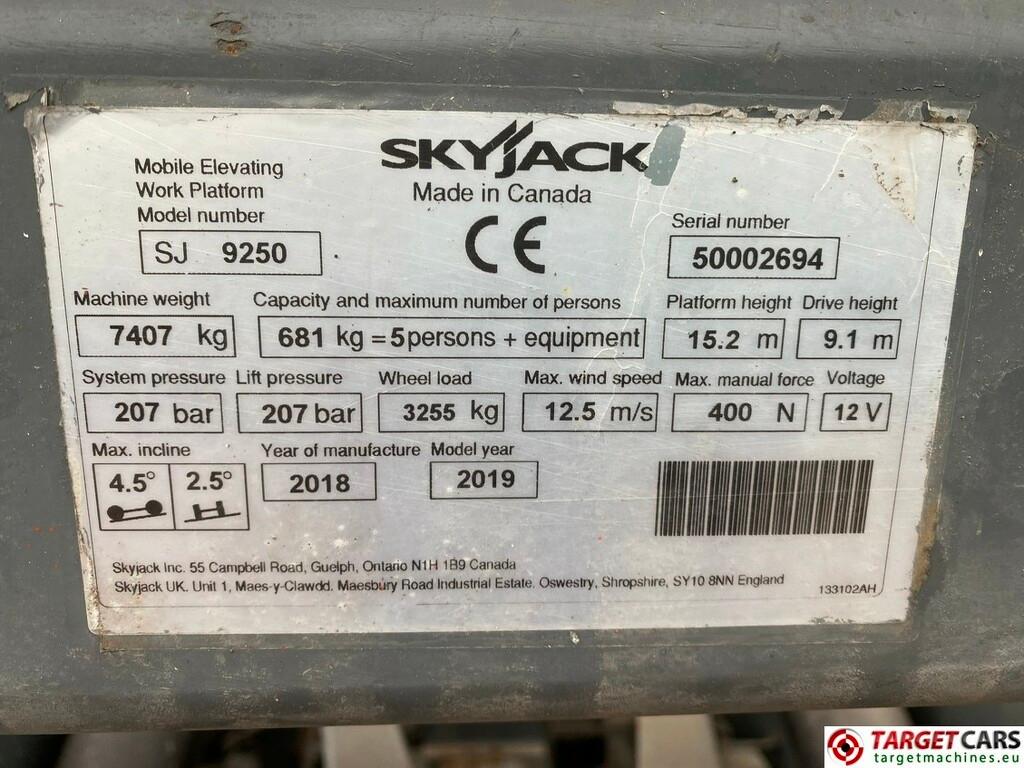 SKYJACK
Made in Canada
Mobile Elevating
Work Platform
Model number
SJ 9250
CE
Serial number
50002694
Machine weight Capacity and maximum number of persons Platform height Drive height
7407 kg 681 kg = 5 persons + equipment 15.2 m 9.1 m
System pressure Lift pressure Wheel load Max. wind speed Max. manual force Voltage
207 bar 207 bar 3255 kg 12.5 m/s 400 N 12 V
Max. incline Year of manufacture Model year
4.5° 2.5° 2018 2019
Skyjack Inc. 55 Campbell Road, Guelph, Ontario N1H 1B9 Canada
Skyjack UK. Unit 1, Maes-y-Clawdd. Maesbury Road Industrial Estate. Oswestry, Shropshire, SY10 8NN England
133102AH
TARGETCARS
targetmachines.eu